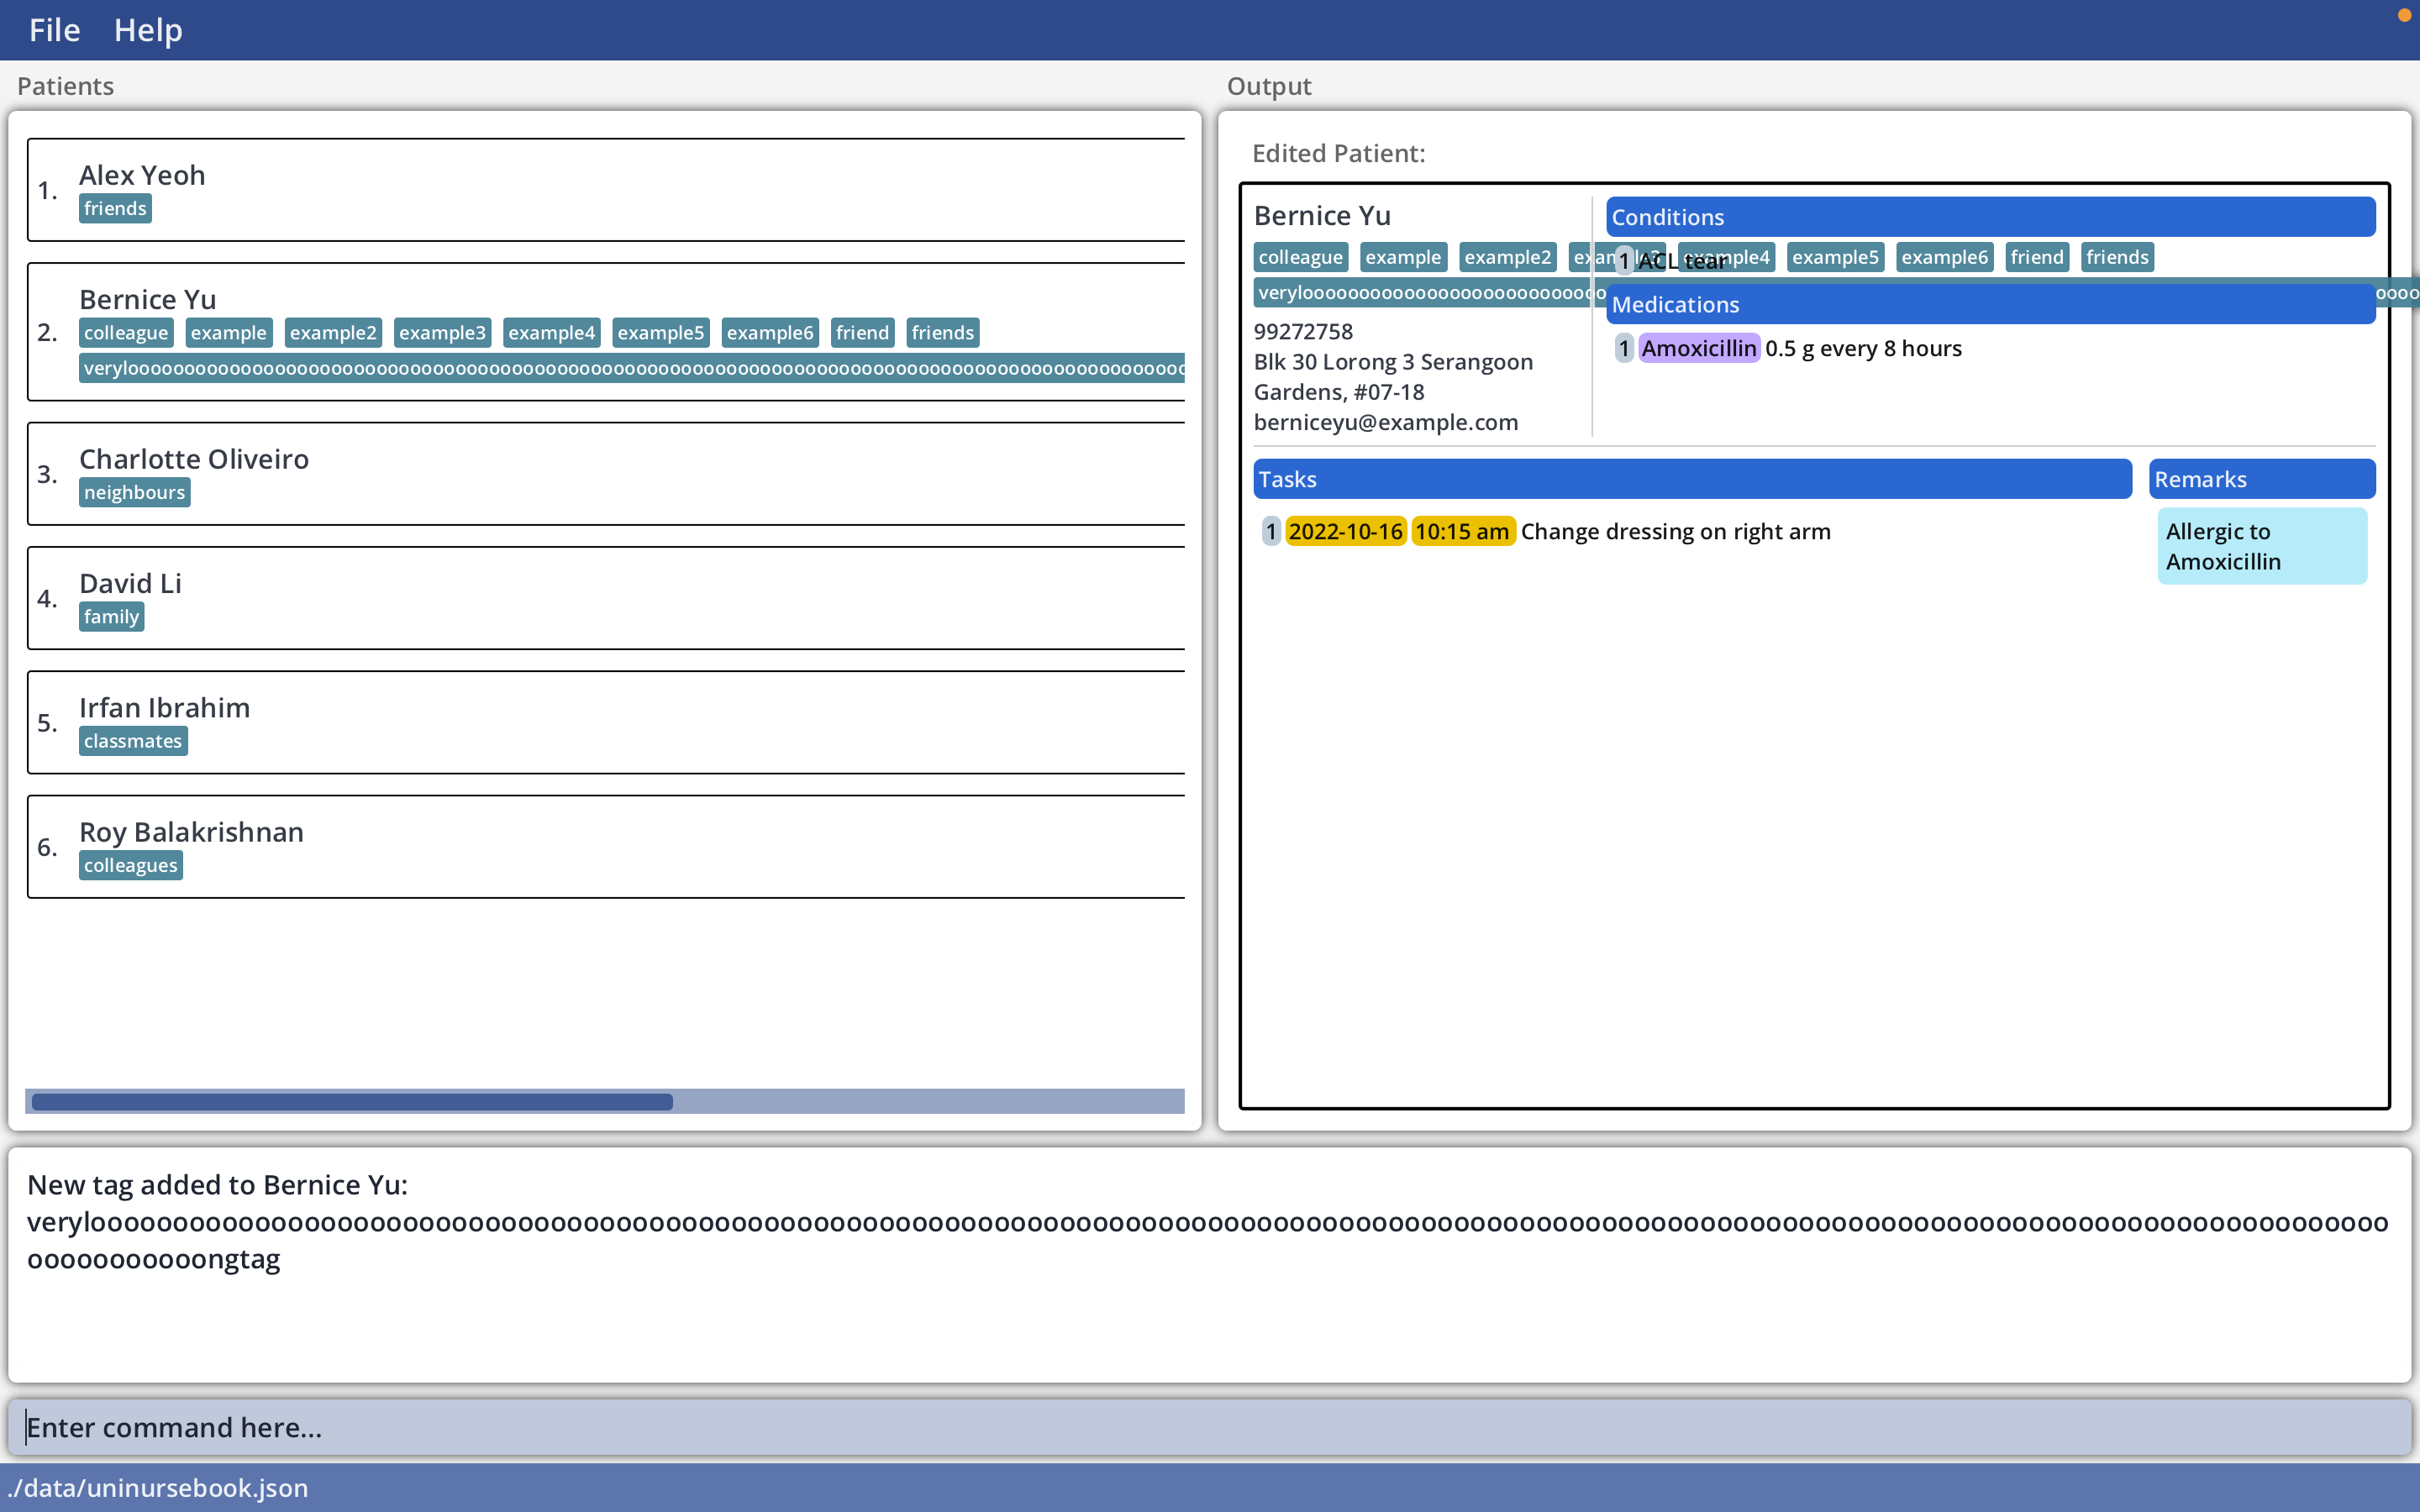 File Help
Patients
1. Alex Yeoh
friends
2. Bernice Yu
colleague example example2 example3 example4 example5 example6 friend friends
3. Charlotte Oliveiro
neighbours
4. David Li
family
5. Irfan Ibrahim
classmates
6. Roy Balakrishnan
colleagues
Output
Edited Patient:
Bernice Yu
colleague example example2 example4 example5 example6 friend friends
99272758
Blk 30 Lorong 3 Serangoon
Gardens, #07-18
berniceyu@example.com
Conditions
1 ACL tear
Medications
1 Amoxicillin 0.5 g every 8 hours
Tasks
1 2022-10-16 10:15 am Change dressing on right arm
Remarks
Allergic to
Amoxicillin
New tag added to Bernice Yu:
ooooooooooongtag
Enter command here...
./data/uninursebook.json